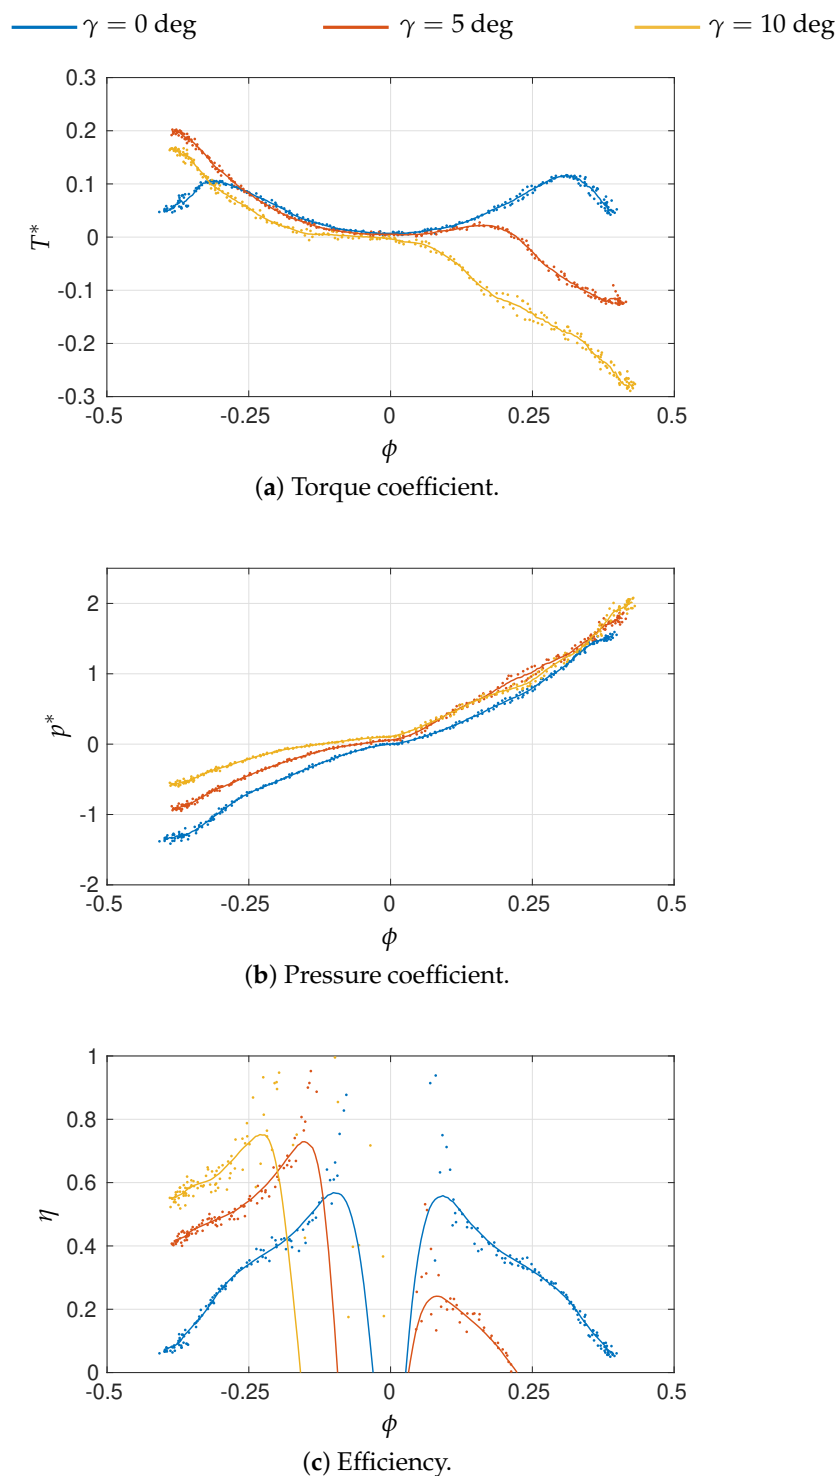 γ = 0 deg γ = 5 deg γ = 10 deg
0.3
0.2
0.1
0
-0.1
-0.2
-0.3
T*
-0.5 -0.25 0 0.25 0.5
ϕ
(a) Torque coefficient.
2
1
0
-1
-2
p*
-0.5 -0.25 0 0.25 0.5
ϕ
(b) Pressure coefficient.
1
0.8
0.6
0.4
0.2
0
η
-0.5 -0.25 0 0.25 0.5
ϕ
(c) Efficiency.